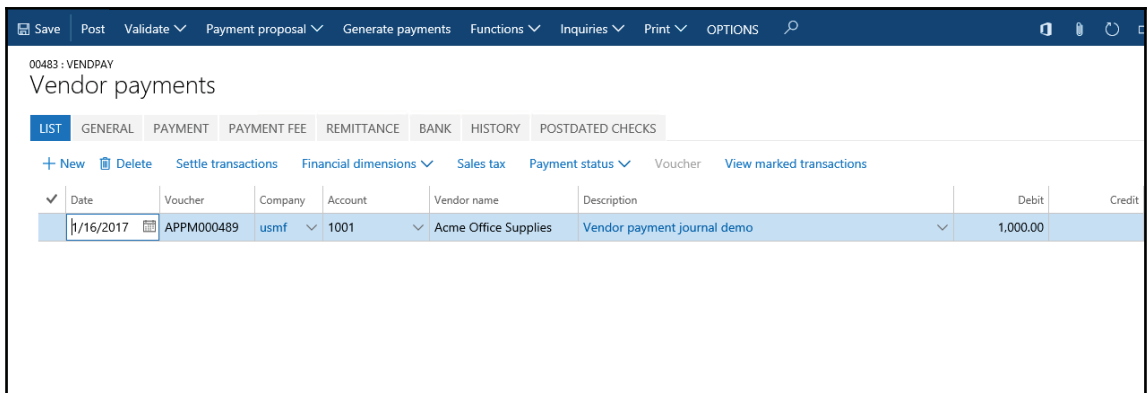 Save Post Validate Payment proposal Generate payments Functions Inquiries Print OPTIONS
00483 : VENDPAY
Vendor payments
LIST GENERAL PAYMENT PAYMENT FEE REMITTANCE BANK HISTORY POSTDATED CHECKS
+ New Delete Settle transactions Financial dimensions Sales tax Payment status Voucher View marked transactions
Date Voucher Company Account Vendor name Description Debit Credit
1/16/2017 APPM000489 usmf 1001 Acme Office Supplies Vendor payment journal demo 1,000.00